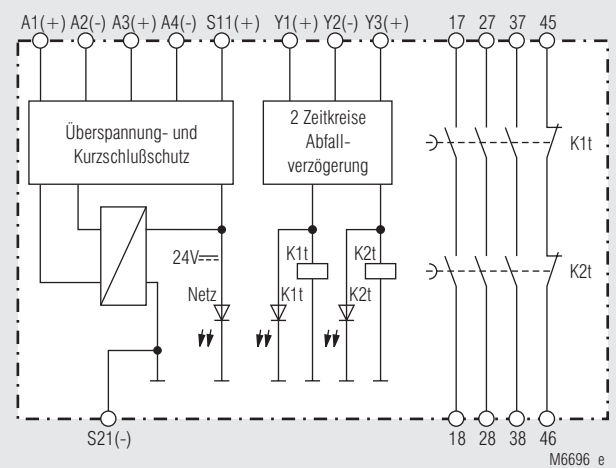 A1(+) A2(-) A3(+) A4(-) S11(+) Y1(+) Y2(-) Y3(+) 17 27 37 45
Überspannung- und
Kurzschlußschutz
2 Zeitkreise
Abfall-
verzögerung
K1t
24V
K1t
K2t
K2t
Netz
K1t
K2t
S21(-)
18 28 38 46
M6696_e